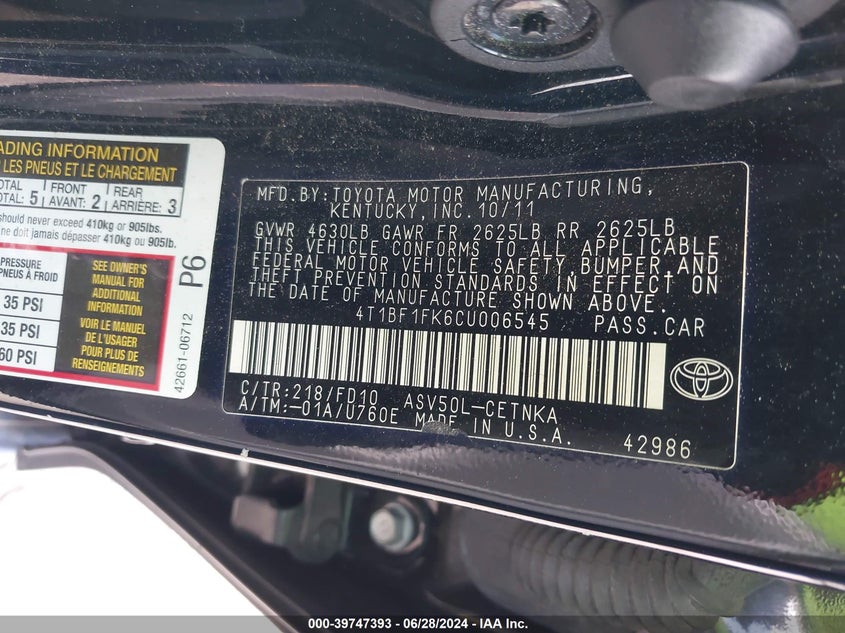 ADING INFORMATION
LES PNEUS ET LE CHARGEMENT
TOTAL: 5 FRONT AVANT: 2 REAR ARRIÈRE: 3
should never exceed 410kg or 905lbs.
ne doit jamais dépasser 410kg ou 905lb.
PRESSURE
PNEUS À FROID
35 PSI
35 PSI
60 PSI
SEE OWNER'S
MANUAL FOR
ADDITIONAL
INFORMATION
VOIR LE MANUEL
DE L'USAGER
POUR PLUS DE
RENSEIGNEMENTS
P6
42661-06712
MFD.BY:TOYOTA MOTOR MANUFACTURING,
KENTUCKY, INC. 10/11
GVWR 4630LB GAWR FR 2625LB RR 2625LB
THIS VEHICLE CONFORMS TO ALL APPLICABLE
FEDERAL MOTOR VEHICLE SAFETY, BUMPER, AND
THEFT PREVENTION STANDARDS IN EFFECT ON
THE DATE OF MANUFACTURE SHOWN ABOVE.
4T1BF1FK6CU006545 PASS.CAR
C/TR:218/FD10 ASV50L-CETNKA
A/TM:-01A/U760E MADE IN U.S.A.
42986
000-39747393 — 06/28/2024 — IAA Inc.